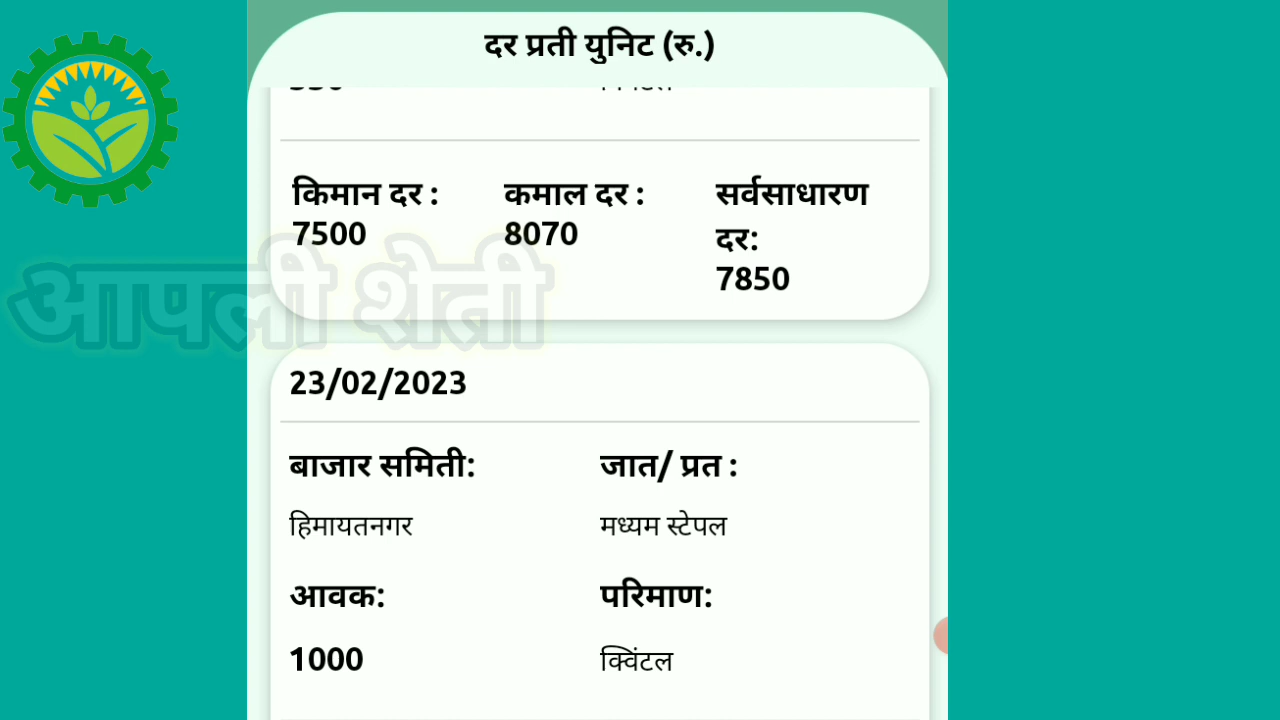 दर प्रती युनिट (रु.)
किमान दर : कमाल दर : सर्वसाधारण दर:
7500 8070 7850
आपली शेती
23/02/2023
बाजार समिती: जात/ प्रत :
हिमायतनगर मध्यम स्टेपल
आवक: परिमाण:
1000 क्विंटल